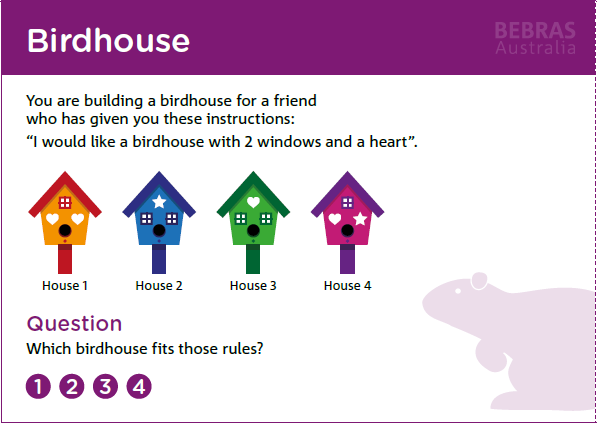 Birdhouse
BEBRAS
Australia
You are building a birdhouse for a friend
who has given you these instructions:
“I would like a birdhouse with 2 windows and a heart”.
House 1 House 2 House 3 House 4
Question
Which birdhouse fits those rules?
1 2 3 4